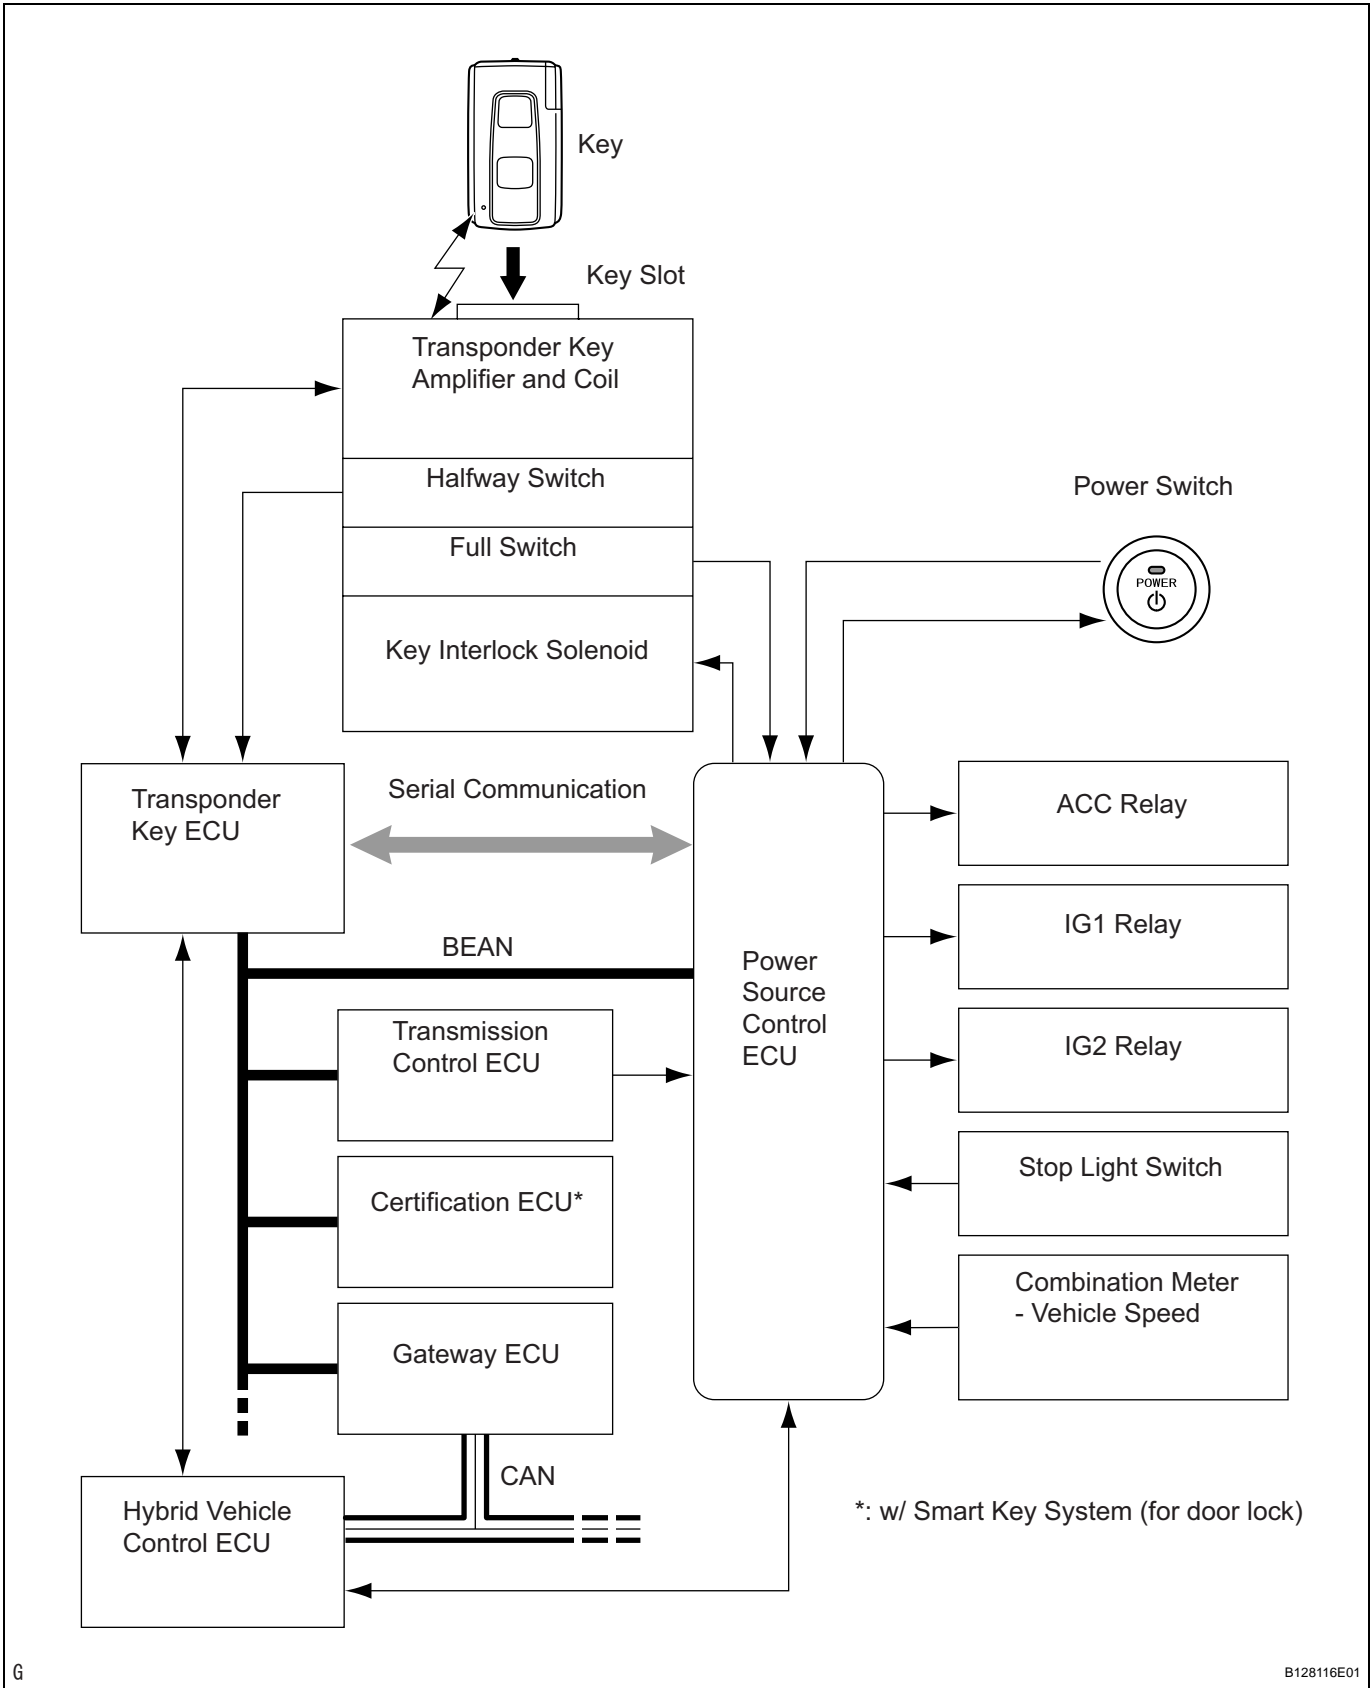 Key
Key Slot
Transponder Key
Amplifier and Coil
Halfway Switch
Power Switch
Full Switch
POWER
Key Interlock Solenoid
Transponder
Key ECU
Serial Communication
ACC Relay
IG1 Relay
BEAN
Power
Source
Control
ECU
Transmission
Control ECU
IG2 Relay
Stop Light Switch
Certification ECU*
Combination Meter
- Vehicle Speed
Gateway ECU
CAN
Hybrid Vehicle
Control ECU
*: w/ Smart Key System (for door lock)
G
B128116E01